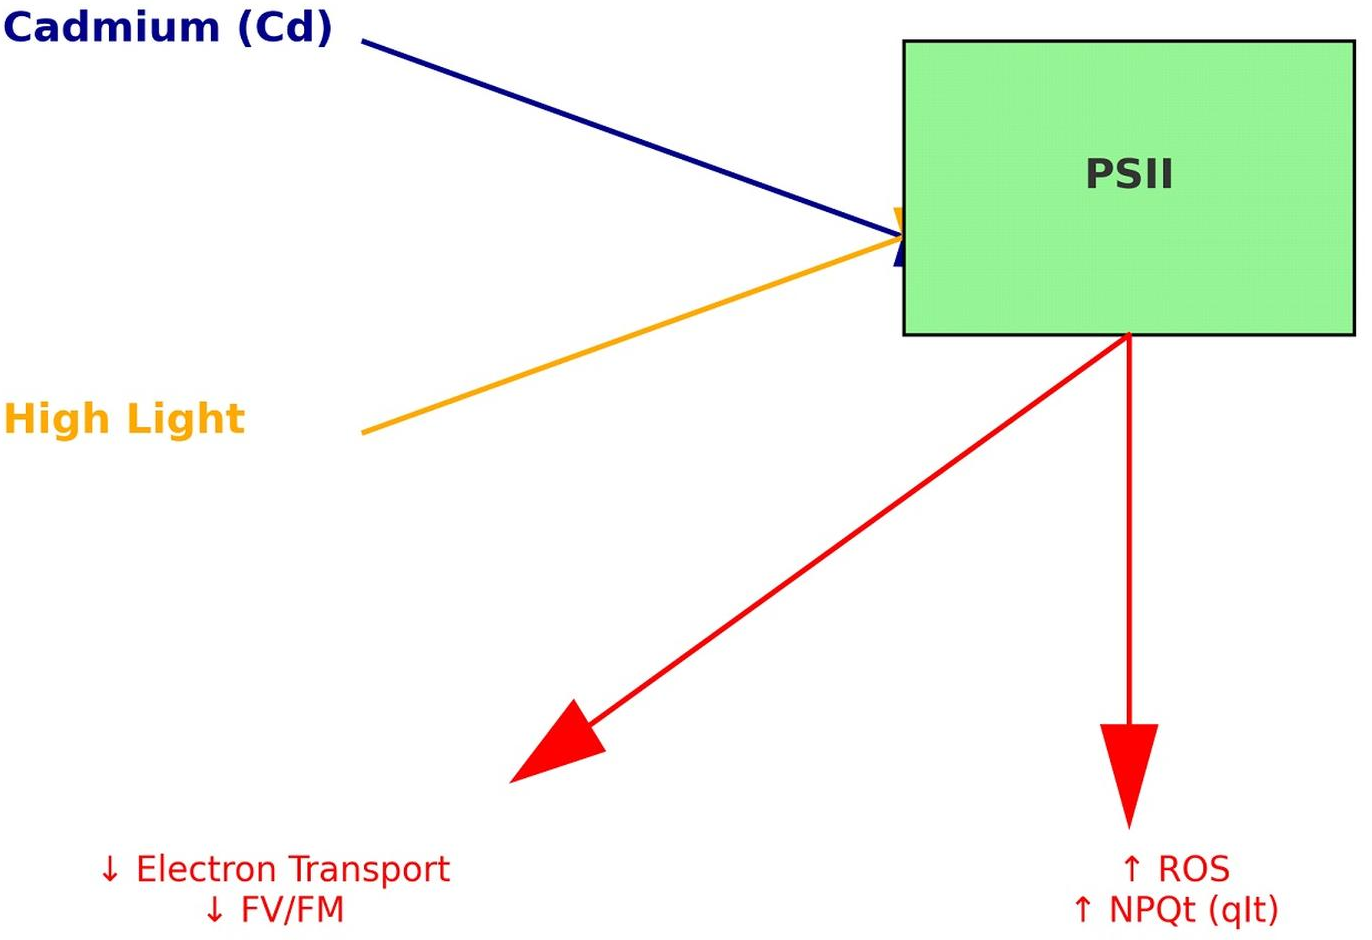 Cadmium (Cd)
PSII
High Light
↓ Electron Transport
↓ FV/FM
↑ ROS
↑ NPQt (qIt)